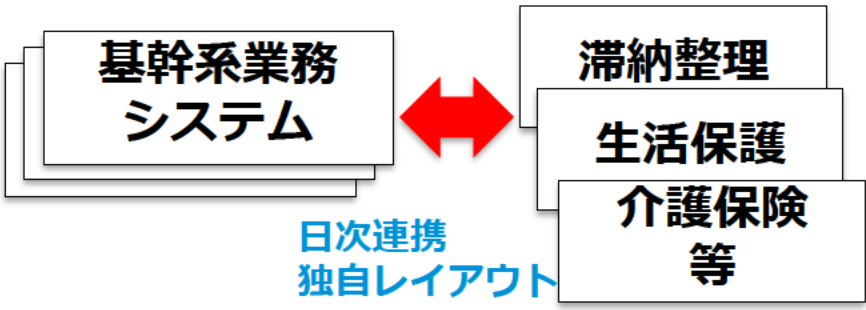 基幹系業務
システム
滞納整理
生活保護
介護保険
等
日次連携
独自レイアウト